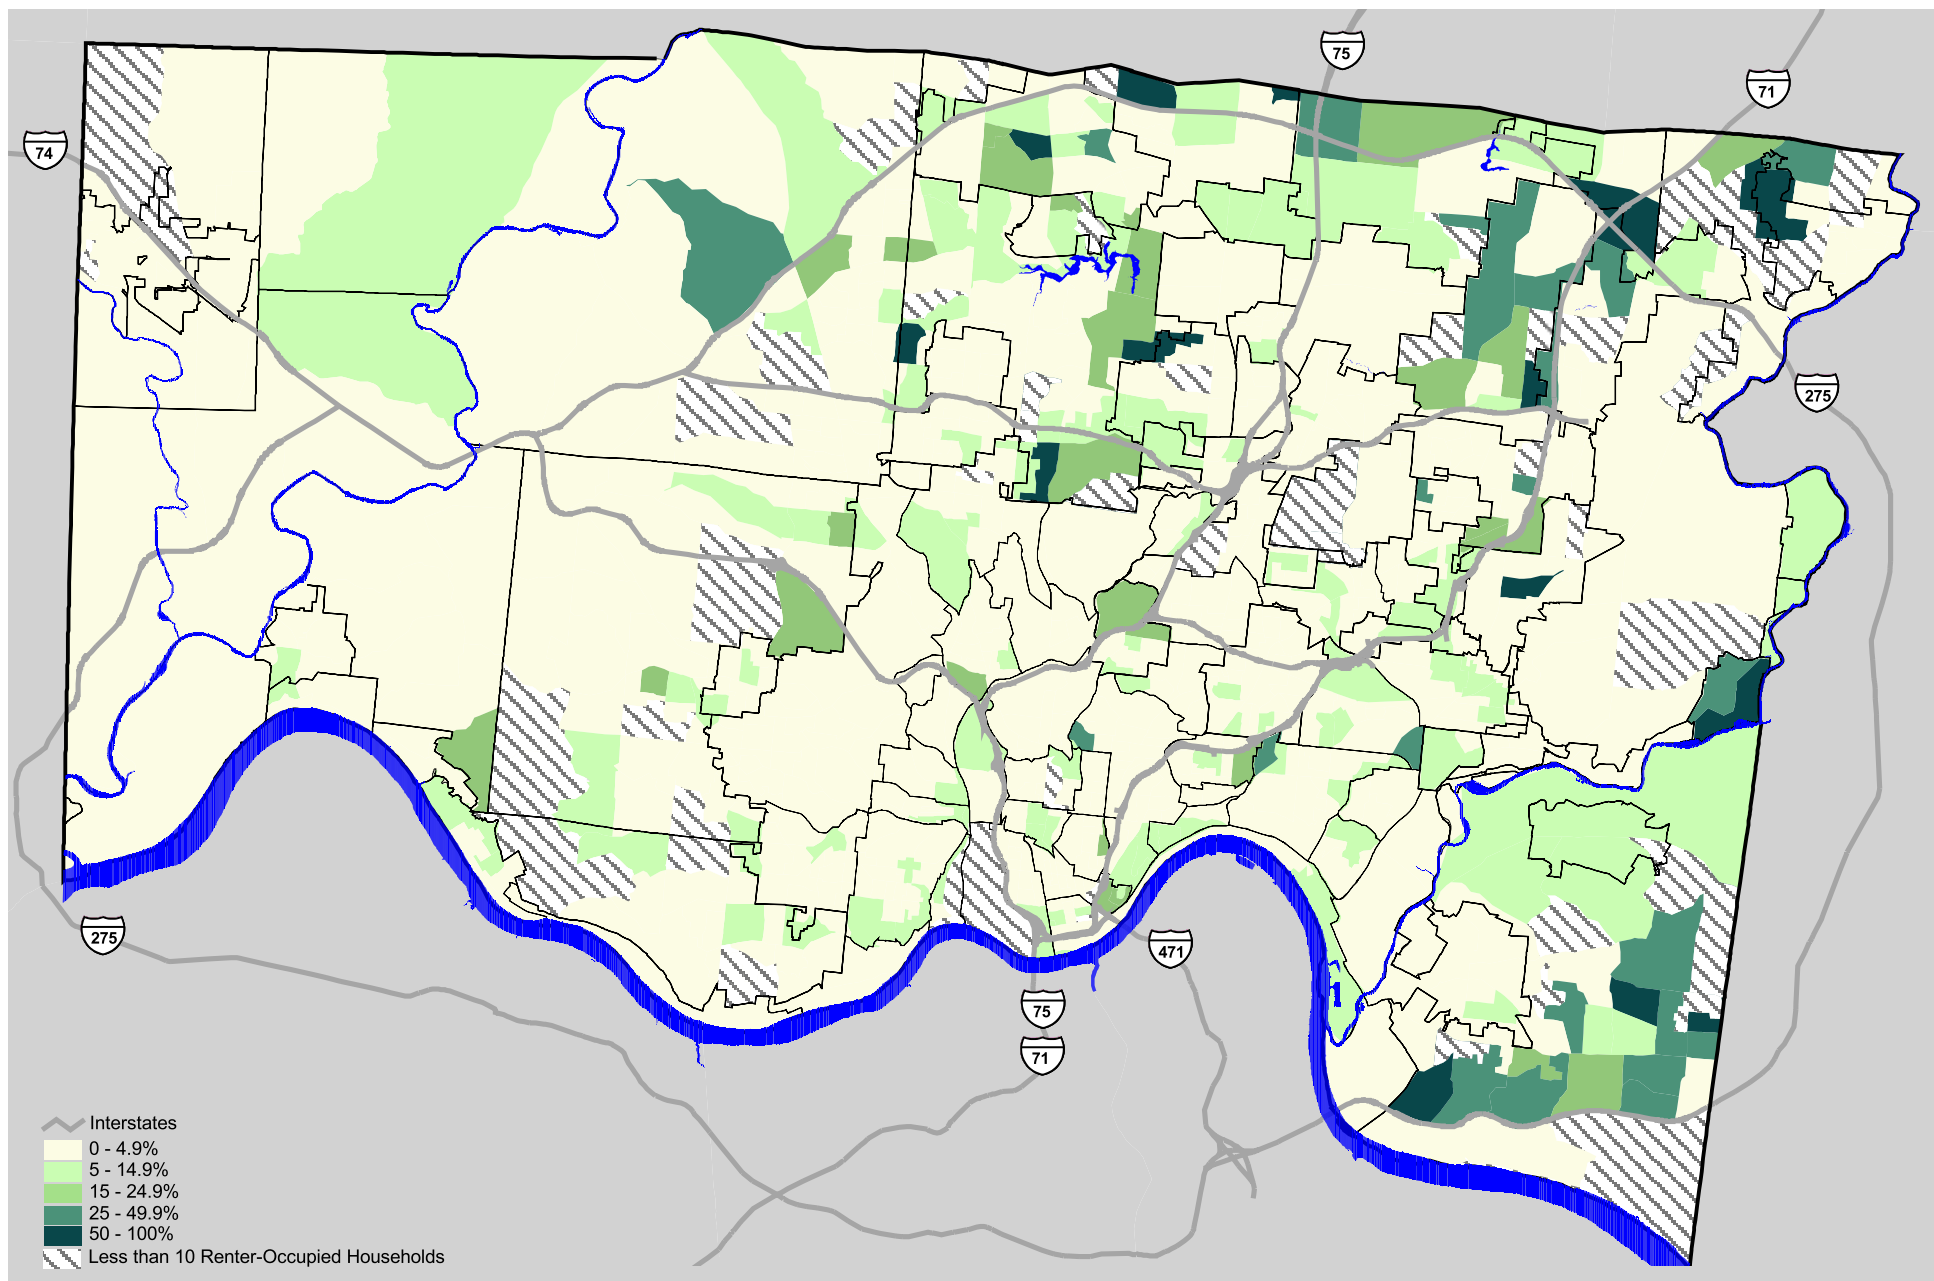 75
71
74
275
275
471
75
71
Interstates
0 - 4.9%
5 - 14.9%
15 - 24.9%
25 - 49.9%
50 - 100%
Less than 10 Renter-Occupied Households